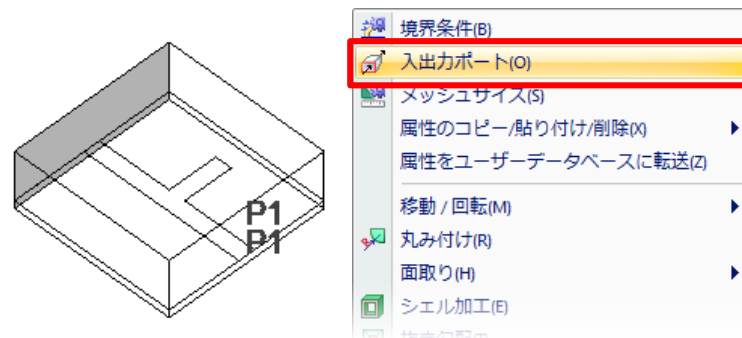 P1
P1
境界条件(B)
入出力ポート(O)
メッシュサイズ(S)
属性のコピー/貼り付け/削除(X)
属性をユーザーデータベースに転送(Z)
移動 / 回転(M)
丸み付け(R)
面取り(H)
シェル加工(E)